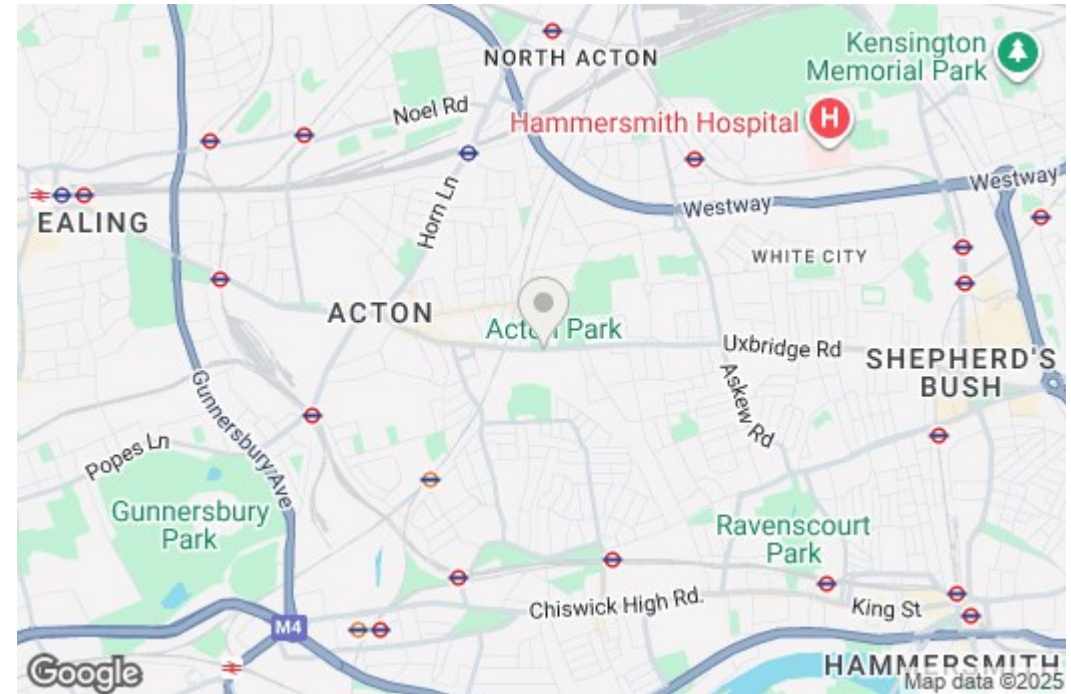 NORTH ACTON
Kensington
Memorial Park
Noel Rd
Hammersmith Hospital
H
Horn Ln
Westway
Westway
EALING
WHITE CITY
ACTON
Acton Park
Uxbridge Rd
SHEPHERD'S
BUSH
Askew Rd
Gunnersbury Ave
Popes Ln
Gunnersbury
Park
Ravenscourt
Park
Chiswick High Rd.
King St
M4
HAMMERSMITH
Google
Map data ©2025